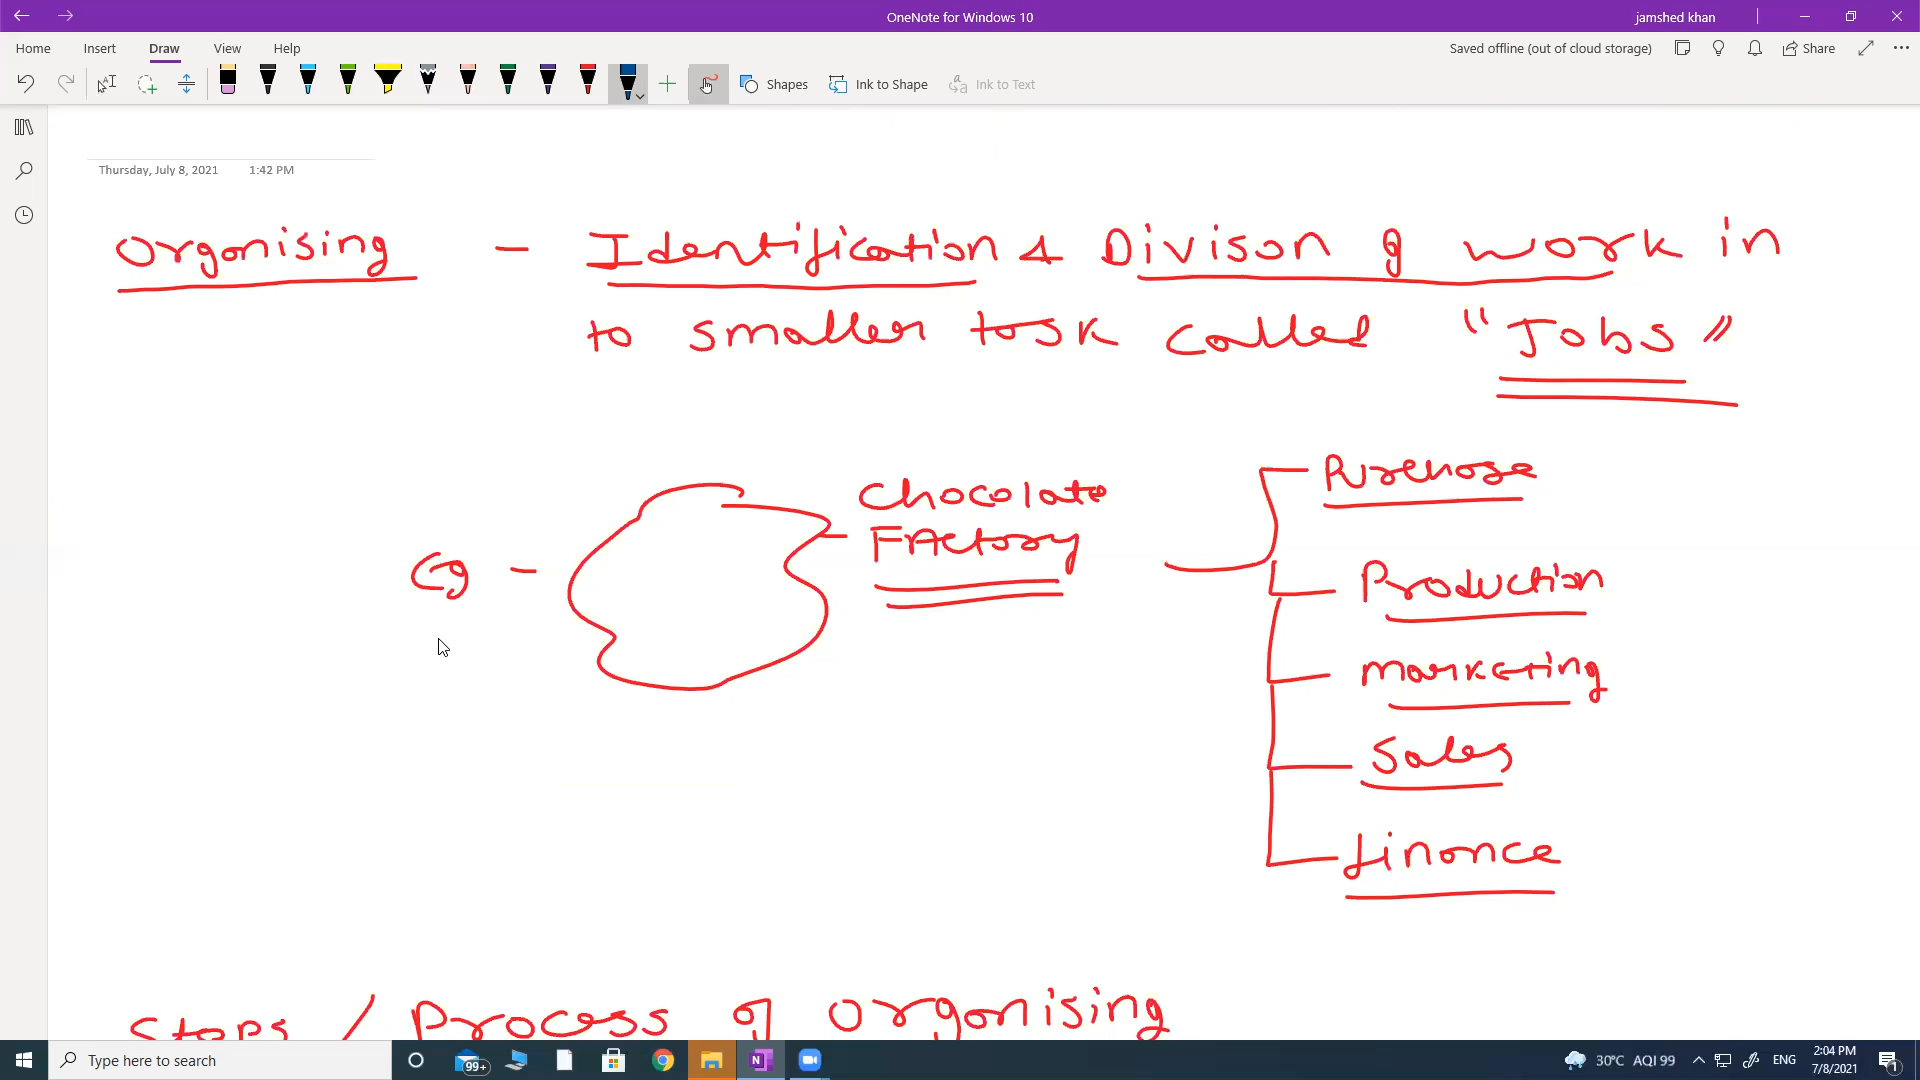 OneNote for Windows 10
jamshed khan
Home Insert Draw View Help
Saved offline (out of cloud storage)
Share
Shapes
Ink to Shape
Ink to Text
Thursday, July 8, 2021 1:42 PM
Orgonising - Identification & Divison of work in
to smaller task called "Jobs"
Eg - Chocolate
Factory
Purchase
Production
marketing
Sales
finance
Steps / Process of orgonising
Type here to search
99+
30°C AQI 99
ENG
2:04 PM
7/8/2021
1